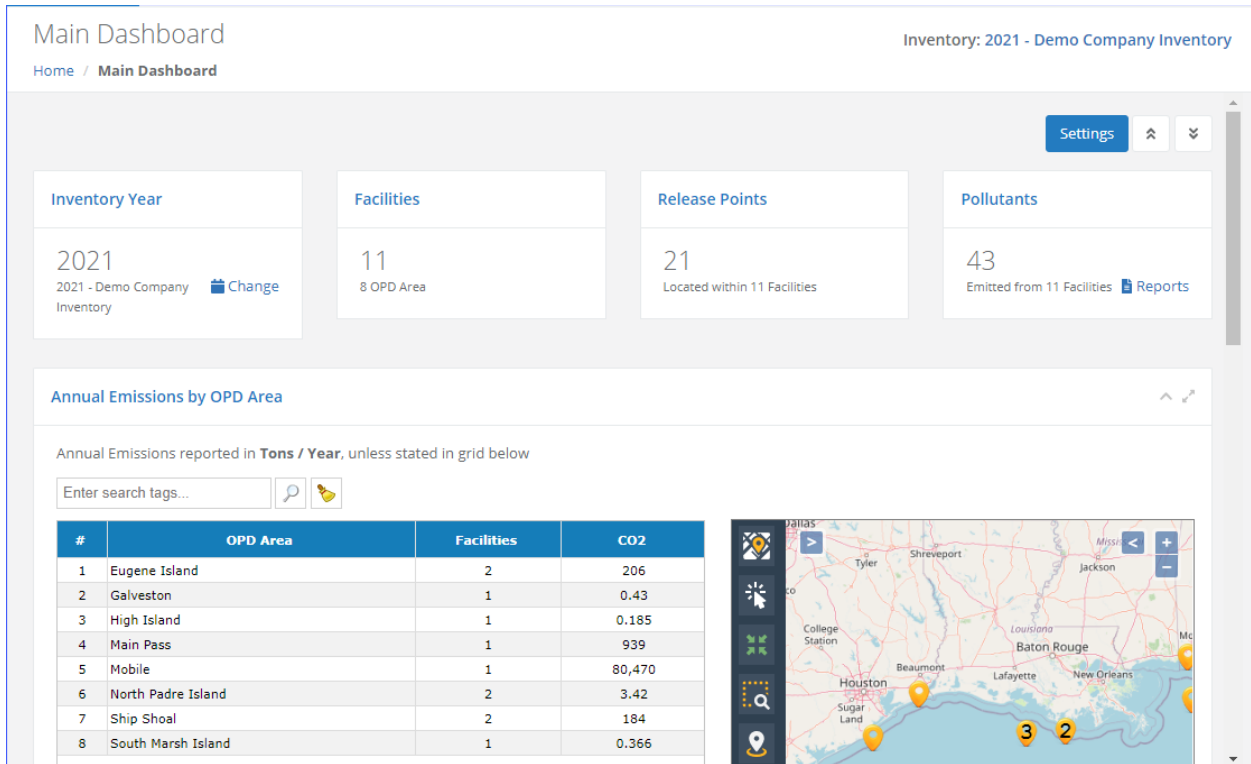 Main Dashboard
Inventory: 2021 - Demo Company Inventory
Home / Main Dashboard
Settings
Inventory Year
Facilities
Release Points
Pollutants
2021
2021 - Demo Company
Inventory
Change
11
8 OPD Area
21
Located within 11 Facilities
43
Emitted from 11 Facilities
Reports
Annual Emissions by OPD Area
Annual Emissions reported in Tons / Year, unless stated in grid below
Enter search tags...
# OPD Area Facilities CO2
1 Eugene Island 2 206
2 Galveston 1 0.43
3 High Island 1 0.185
4 Main Pass 1 939
5 Mobile 1 80,470
6 North Padre Island 2 3.42
7 Ship Shoal 2 184
8 South Marsh Island 1 0.366
Dallas
>
<
+
−
Shreveport
Tyler
Jackson
College
Station
Louisiana
Baton Rouge
Beaumont
Lafayette
New Orleans
Houston
Sugar
Land
3
2